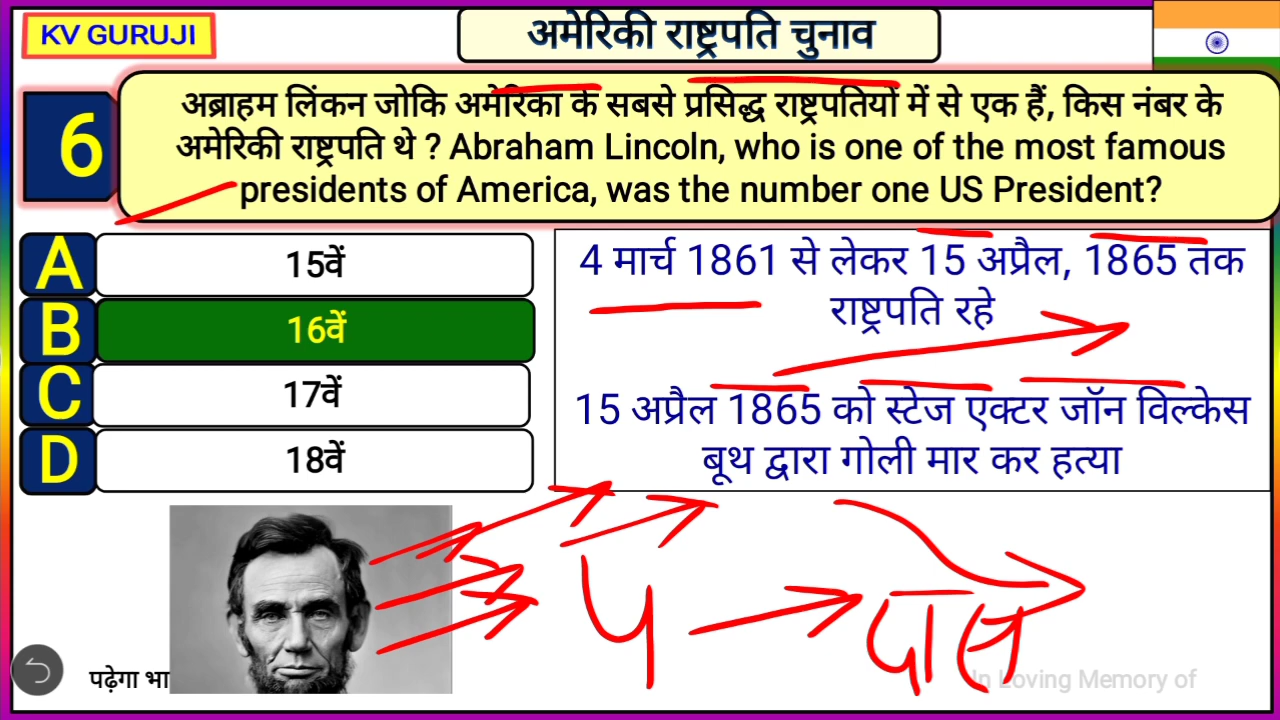 KV GURUJI
अमेरिकी राष्ट्रपति चुनाव
6
अब्राहम लिंकन जोकि अमेरिका के सबसे प्रसिद्ध राष्ट्रपतियों में से एक हैं, किस नंबर के
अमेरिकी राष्ट्रपति थे ? Abraham Lincoln, who is one of the most famous
presidents of America, was the number one US President?
A 15वें
B 16वें
C 17वें
D 18वें
4 मार्च 1861 से लेकर 15 अप्रैल, 1865 तक
राष्ट्रपति रहे
15 अप्रैल 1865 को स्टेज एक्टर जॉन विल्केस
बूथ द्वारा गोली मार कर हत्या
पढ़ेगा भा
In Loving Memory of